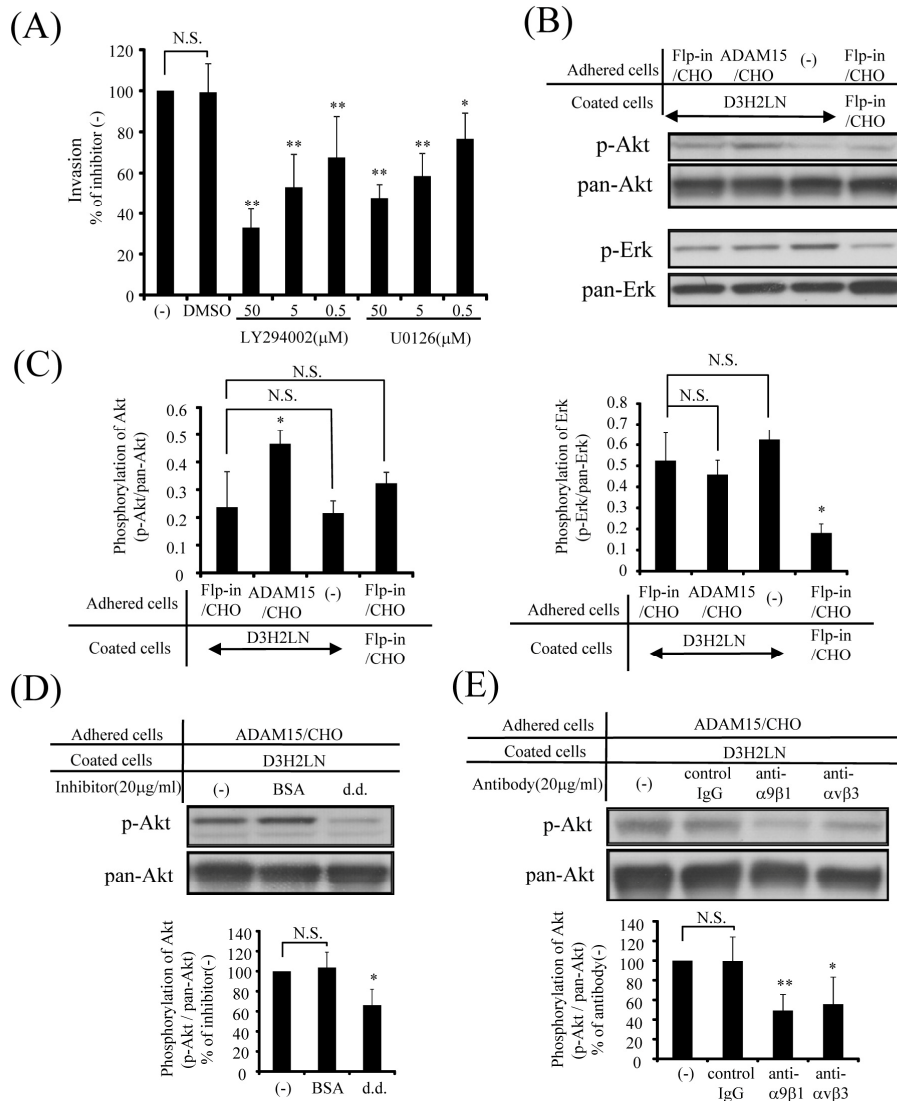 (A)
N.S.
120
100
80
60
40
20
0
Invasion
% of inhibitor (-)
**
**
**
**
**
*
(-)
DMSO
50
5
0.5
50
5
0.5
LY294002(μM)
U0126(μM)
(B)
Adhered cells
Flp-in
/CHO
ADAM15
/CHO
(-)
Flp-in
/CHO
Coated cells
D3H2LN
Flp-in
/CHO
p-Akt
pan-Akt
p-Erk
pan-Erk
(C)
N.S.
N.S.
0.6
0.5
0.4
0.3
0.2
0.1
0
Phosphorylation of Akt
(p-Akt/pan-Akt)
*
Adhered cells
Flp-in
/CHO
ADAM15
/CHO
(-)
Flp-in
/CHO
Coated cells
D3H2LN
Flp-in
/CHO
N.S.
N.S.
0.8
0.7
0.6
0.5
0.4
0.3
0.2
0.1
0
Phosphorylation of Erk
(p-Erk/pan-Erk)
*
Adhered cells
Flp-in
/CHO
ADAM15
/CHO
(-)
Flp-in
/CHO
Coated cells
D3H2LN
Flp-in
/CHO
(D)
Adhered cells
ADAM15/CHO
Coated cells
D3H2LN
Inhibitor(20μg/ml)
(-)
BSA
d.d.
p-Akt
pan-Akt
N.S.
140
120
100
80
60
40
20
0
Phosphorylation of Akt
(p-Akt / pan-Akt)
% of inhibitor(-)
*
(-)
BSA
d.d.
(E)
Adhered cells
ADAM15/CHO
Coated cells
D3H2LN
Antibody(20μg/ml)
(-)
control
IgG
anti-
α9β1
anti-
αvβ3
p-Akt
pan-Akt
N.S.
140
120
100
80
60
40
20
0
Phosphorylation of Akt
(p-Akt / pan-Akt)
% of antibody(-)
**
*
(-)
control
IgG
anti-
α9β1
anti-
αvβ3